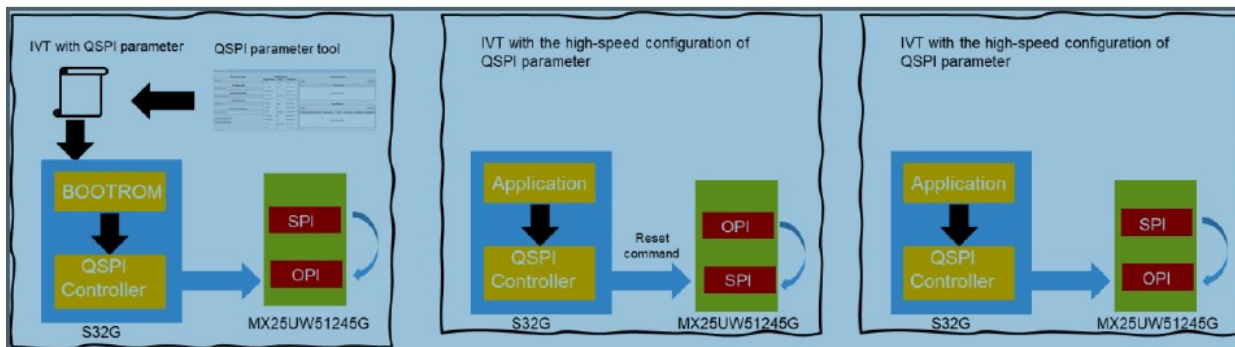 IVT with QSPI parameter
QSPI parameter tool
BOOTROM
QSPI
Controller
SPI
OPI
S32G
MX25UW51245G
IVT with the high-speed configuration of
QSPI parameter
Application
QSPI
Controller
Reset
command
OPI
SPI
S32G
MX25UW51245G
IVT with the high-speed configuration of
QSPI parameter
Application
QSPI
Controller
SPI
OPI
S32G
MX25UW51245G